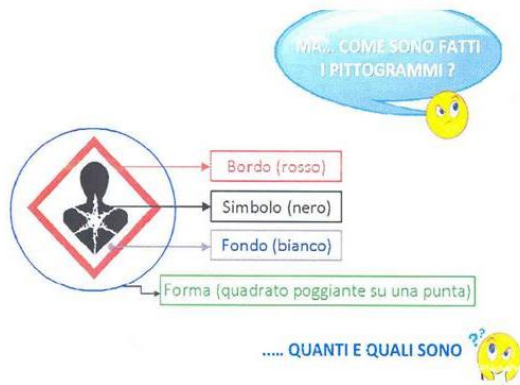 MA... COME SONO FATTI
I PITTOGRAMMI ?
Bordo (rosso)
Simbolo (nero)
Fondo (bianco)
Forma (quadrato poggiante su una punta)
..... QUANTI E QUALI SONO
??